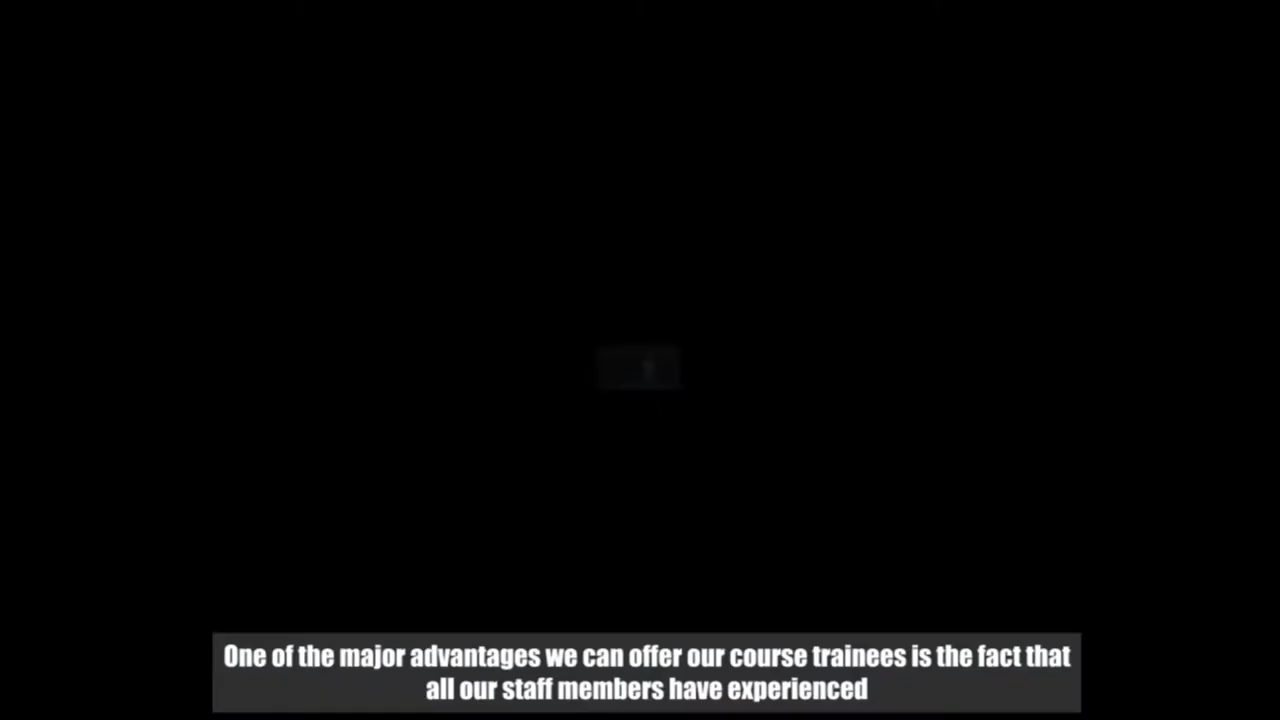 One of the major advantages we can offer our course trainees is the fact that
all our staff members have experienced